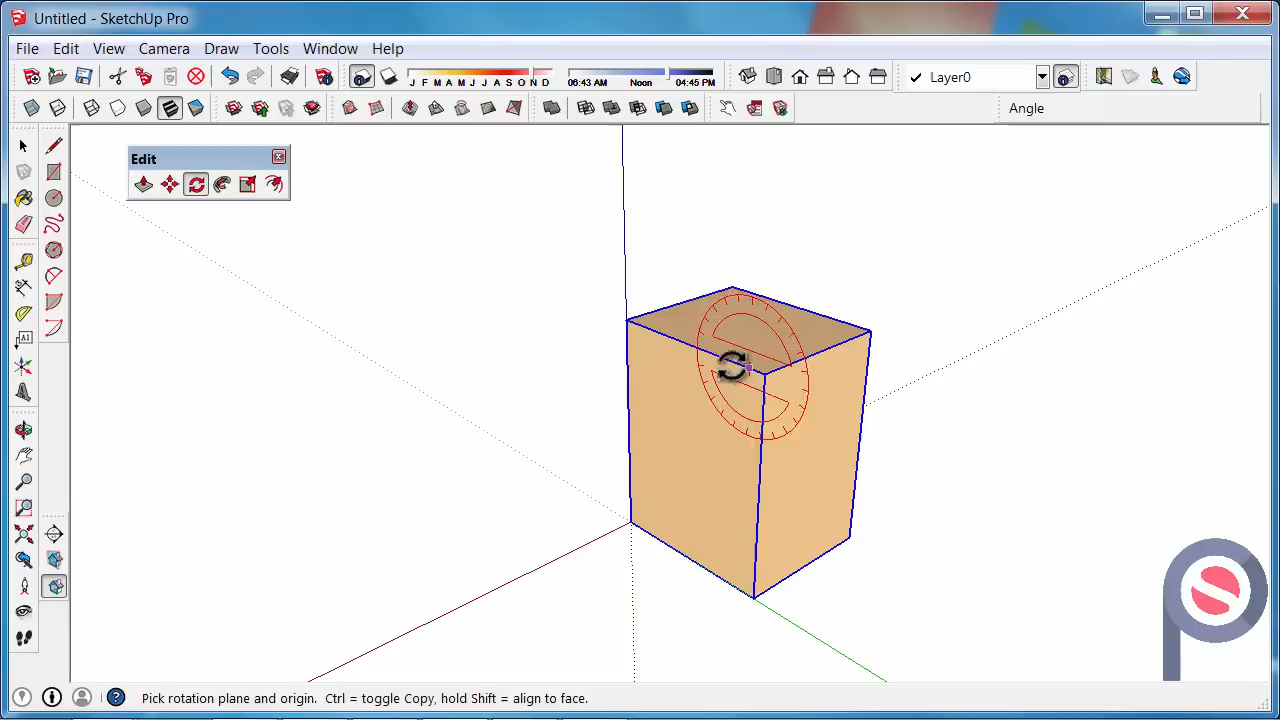 Untitled - SketchUp Pro
File Edit View Camera Draw Tools Window Help
J F M A M J J A S O N D
06:43 AM Noon 04:45 PM
Layer0
Angle
Edit
A1
Pick rotation plane and origin. Ctrl = toggle Copy, hold Shift = align to face.